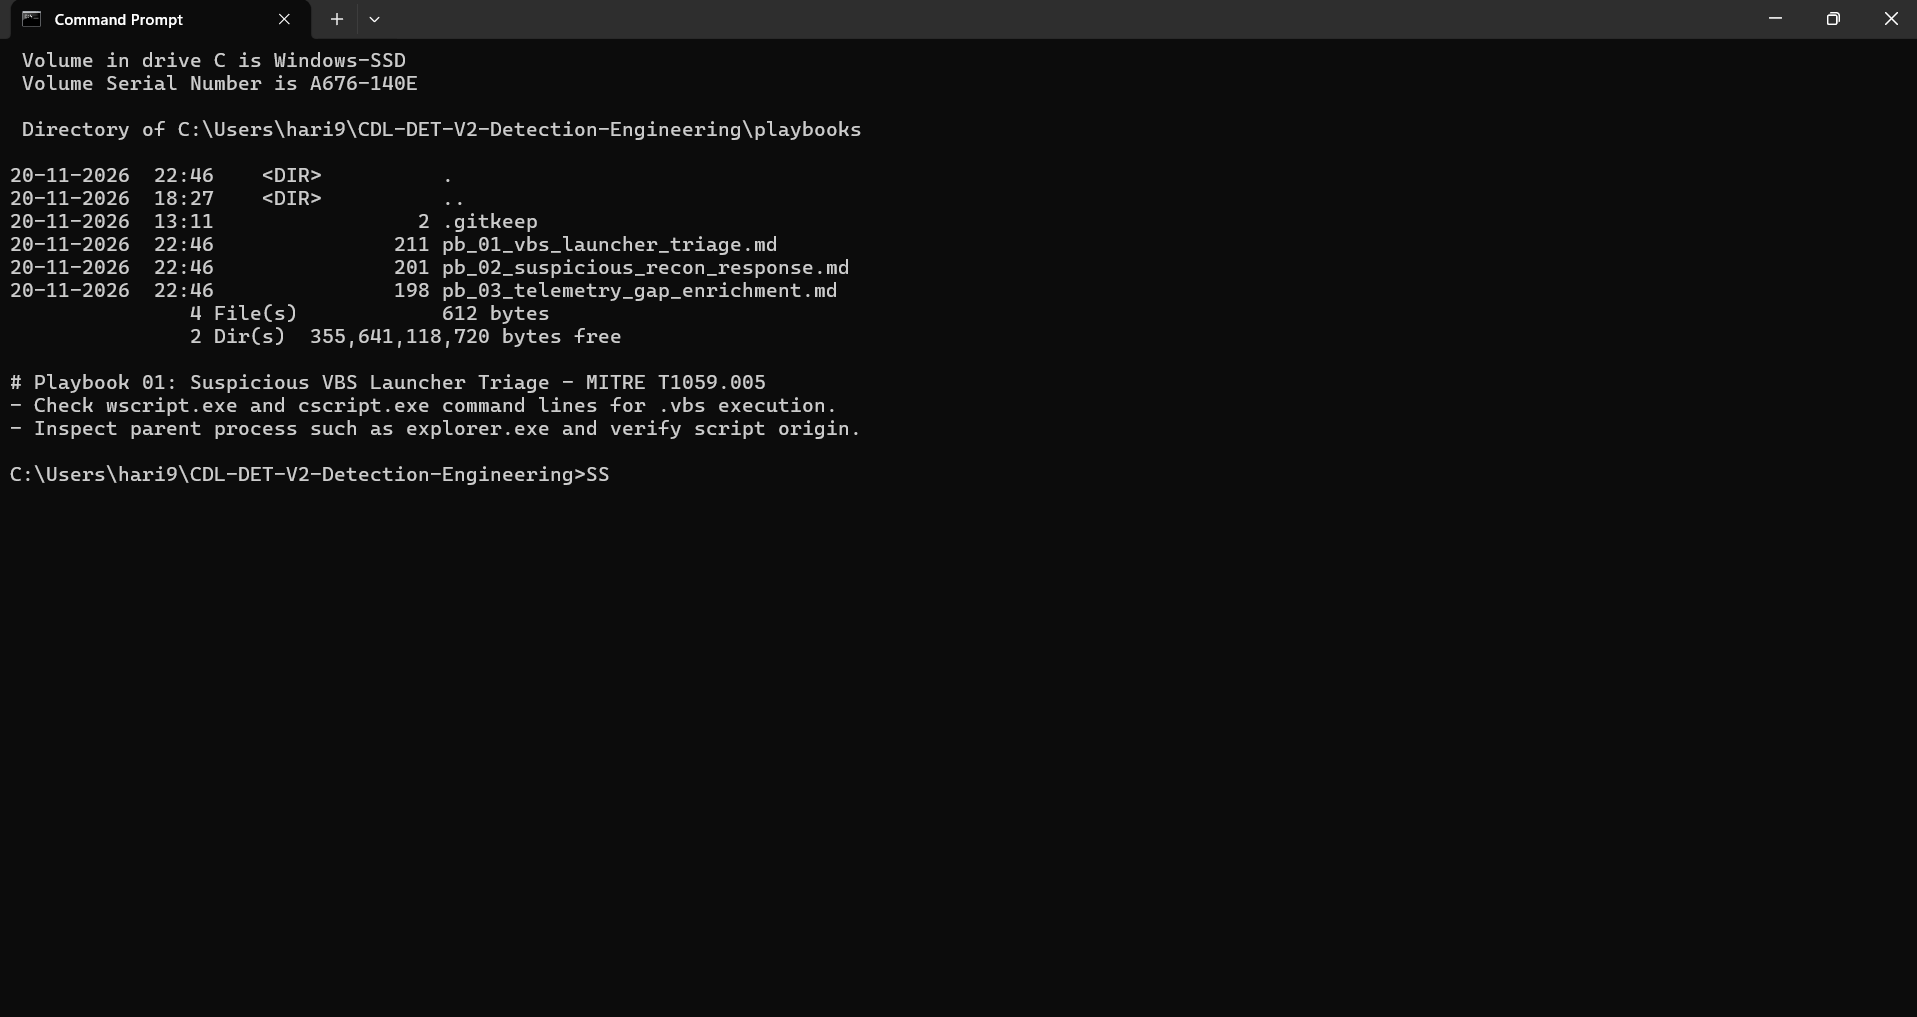 Command Prompt
Volume in drive C is Windows-SSD
Volume Serial Number is A676-140E
Directory of C:\Users\hari9\CDL-DET-V2-Detection-Engineering\playbooks
20-11-2026  22:46    <DIR>          .
20-11-2026  18:27    <DIR>          ..
20-11-2026  13:11                 2 .gitkeep
20-11-2026  22:46               211 pb_01_vbs_launcher_triage.md
20-11-2026  22:46               201 pb_02_suspicious_recon_response.md
20-11-2026  22:46               198 pb_03_telemetry_gap_enrichment.md
               4 File(s)            612 bytes
               2 Dir(s)  355,641,118,720 bytes free
# Playbook 01: Suspicious VBS Launcher Triage - MITRE T1059.005
- Check wscript.exe and cscript.exe command lines for .vbs execution.
- Inspect parent process such as explorer.exe and verify script origin.
C:\Users\hari9\CDL-DET-V2-Detection-Engineering>SS